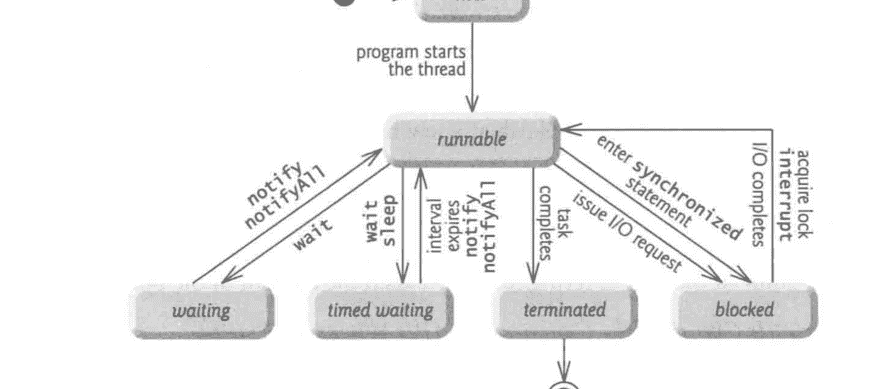 program starts
the thread
runnable
notify
notifyAll
wait
wait
sleep
interval
expires
notify
notifyAll
task
completes
enter synchronized
statement
issue I/O request
acquire lock
interrupt
I/O completes
waiting
timed waiting
terminated
blocked